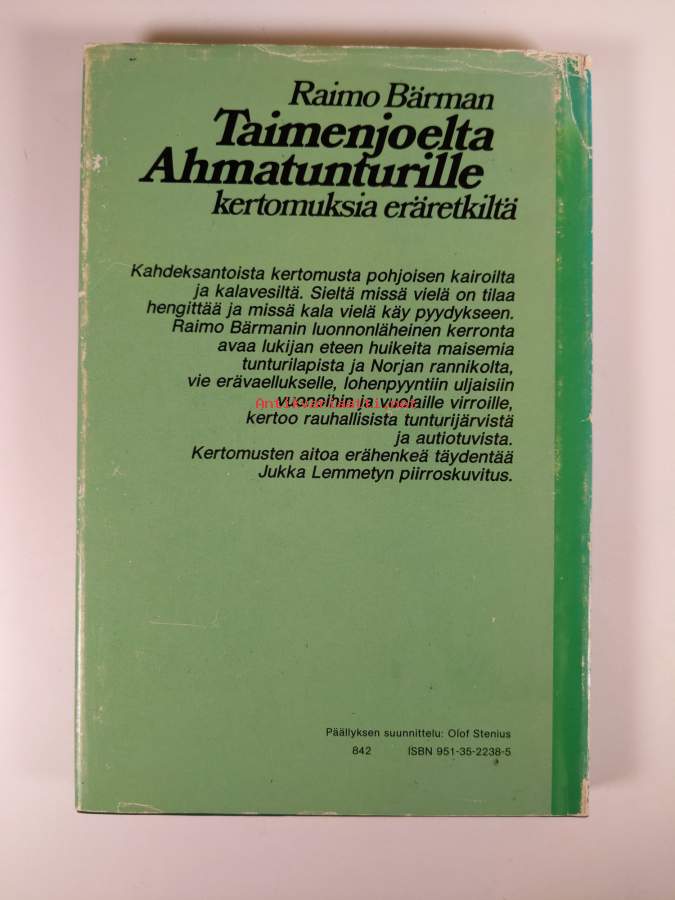 Raimo Bärman
Taimenjoelta
Ahmatunturille
kertomuksia eräretkiltä
Kahdeksantoista kertomusta pohjoisen kairoilta
ja kalavesiltä. Sieltä missä vielä on tilaa
hengittää ja missä kala vielä käy pyydykseen.
Raimo Bärmanin luonnonläheinen kerronta
avaa lukijan eteen huikeita maisemia
tunturilapista ja Norjan rannikolta,
vie erävaellukselle, lohenpyyntiin uljaisiin
vuonoihin ja vuolaille virroille,
kertoo rauhallisista tunturijärvistä
ja autiotuvista.
Kertomusten aitoa erähenkeä täydentää
Jukka Lemmetyn piirroskuvitus.
Päällyksen suunnittelu: Olof Stenius
842 ISBN 951-35-2238-5